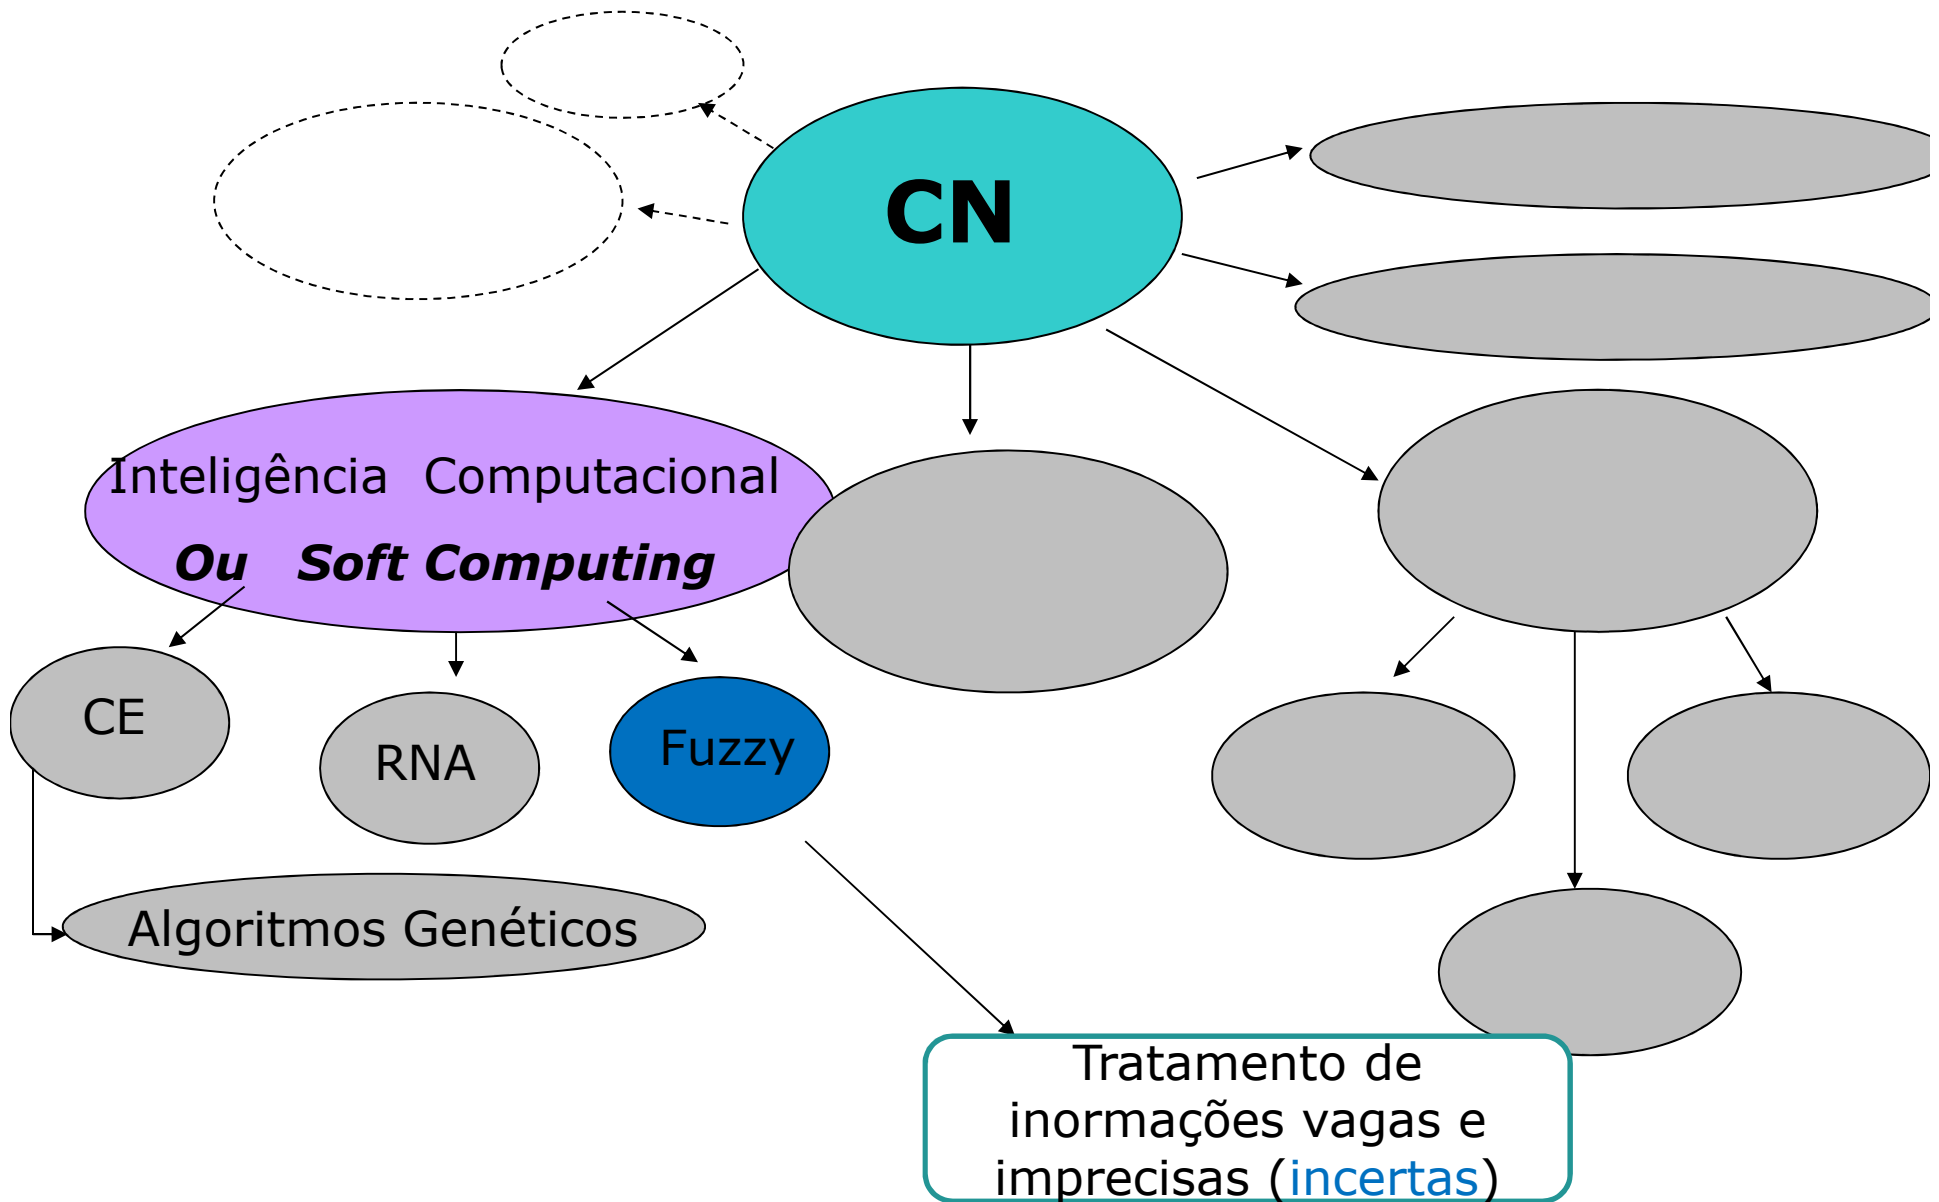 CN
Inteligência Computacional
Ou Soft Computing
CE
RNA
Fuzzy
Algoritmos Genéticos
Tratamento de
inormações vagas e
imprecisas (incertas)